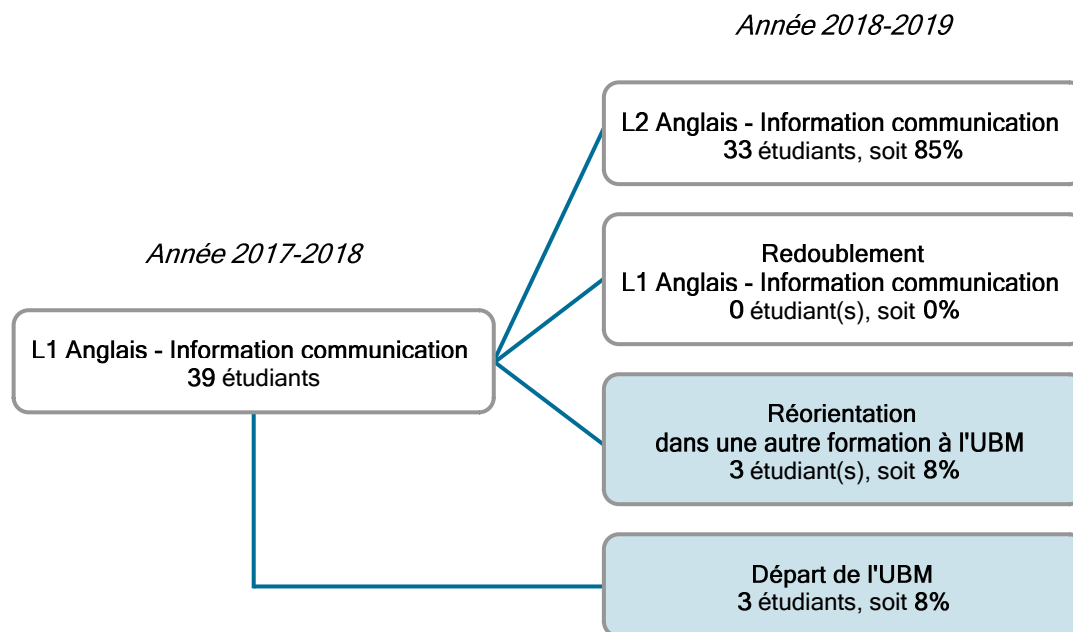 Année 2018-2019
L2 Anglais - Information communication
33 étudiants, soit 85%
Année 2017-2018
Redoublement
L1 Anglais - Information communication
0 étudiant(s), soit 0%
L1 Anglais - Information communication
39 étudiants
Réorientation
dans une autre formation à l'UBM
3 étudiant(s), soit 8%
Départ de l'UBM
3 étudiants, soit 8%